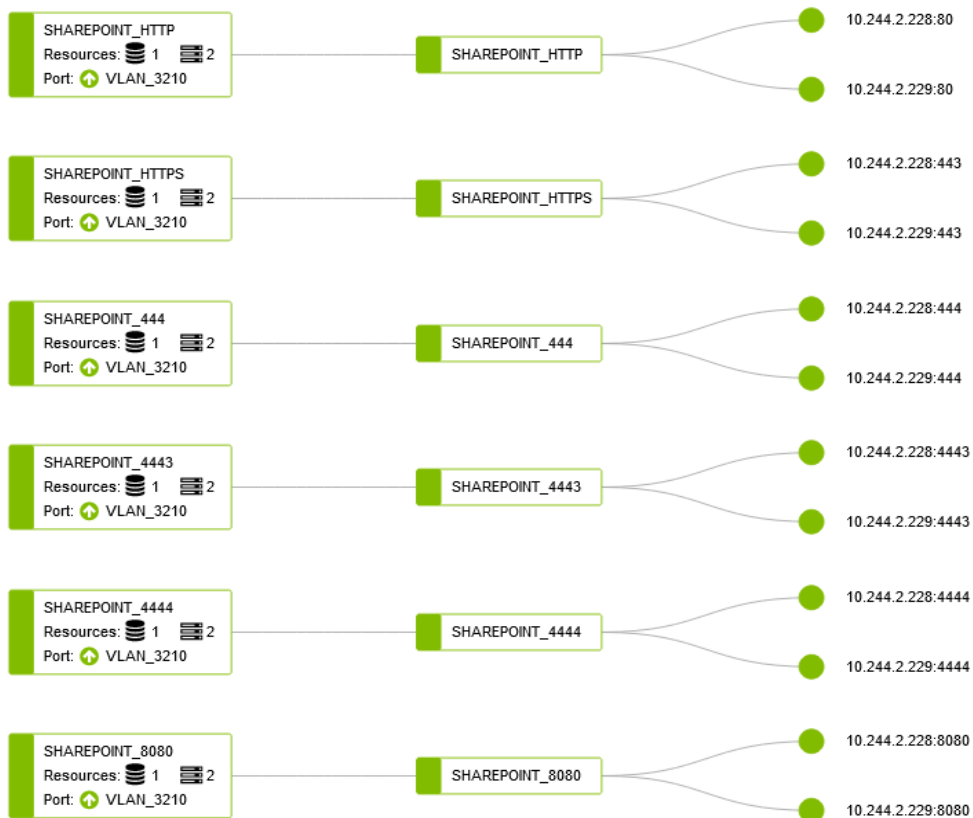 SHAREPOINT_HTTP
Resources: 1 2
Port: VLAN_3210
SHAREPOINT_HTTP
10.244.2.228:80
10.244.2.229:80
SHAREPOINT_HTTPS
Resources: 1 2
Port: VLAN_3210
SHAREPOINT_HTTPS
10.244.2.228:443
10.244.2.229:443
SHAREPOINT_444
Resources: 1 2
Port: VLAN_3210
SHAREPOINT_444
10.244.2.228:444
10.244.2.229:444
SHAREPOINT_4443
Resources: 1 2
Port: VLAN_3210
SHAREPOINT_4443
10.244.2.228:4443
10.244.2.229:4443
SHAREPOINT_4444
Resources: 1 2
Port: VLAN_3210
SHAREPOINT_4444
10.244.2.228:4444
10.244.2.229:4444
SHAREPOINT_8080
Resources: 1 2
Port: VLAN_3210
SHAREPOINT_8080
10.244.2.228:8080
10.244.2.229:8080